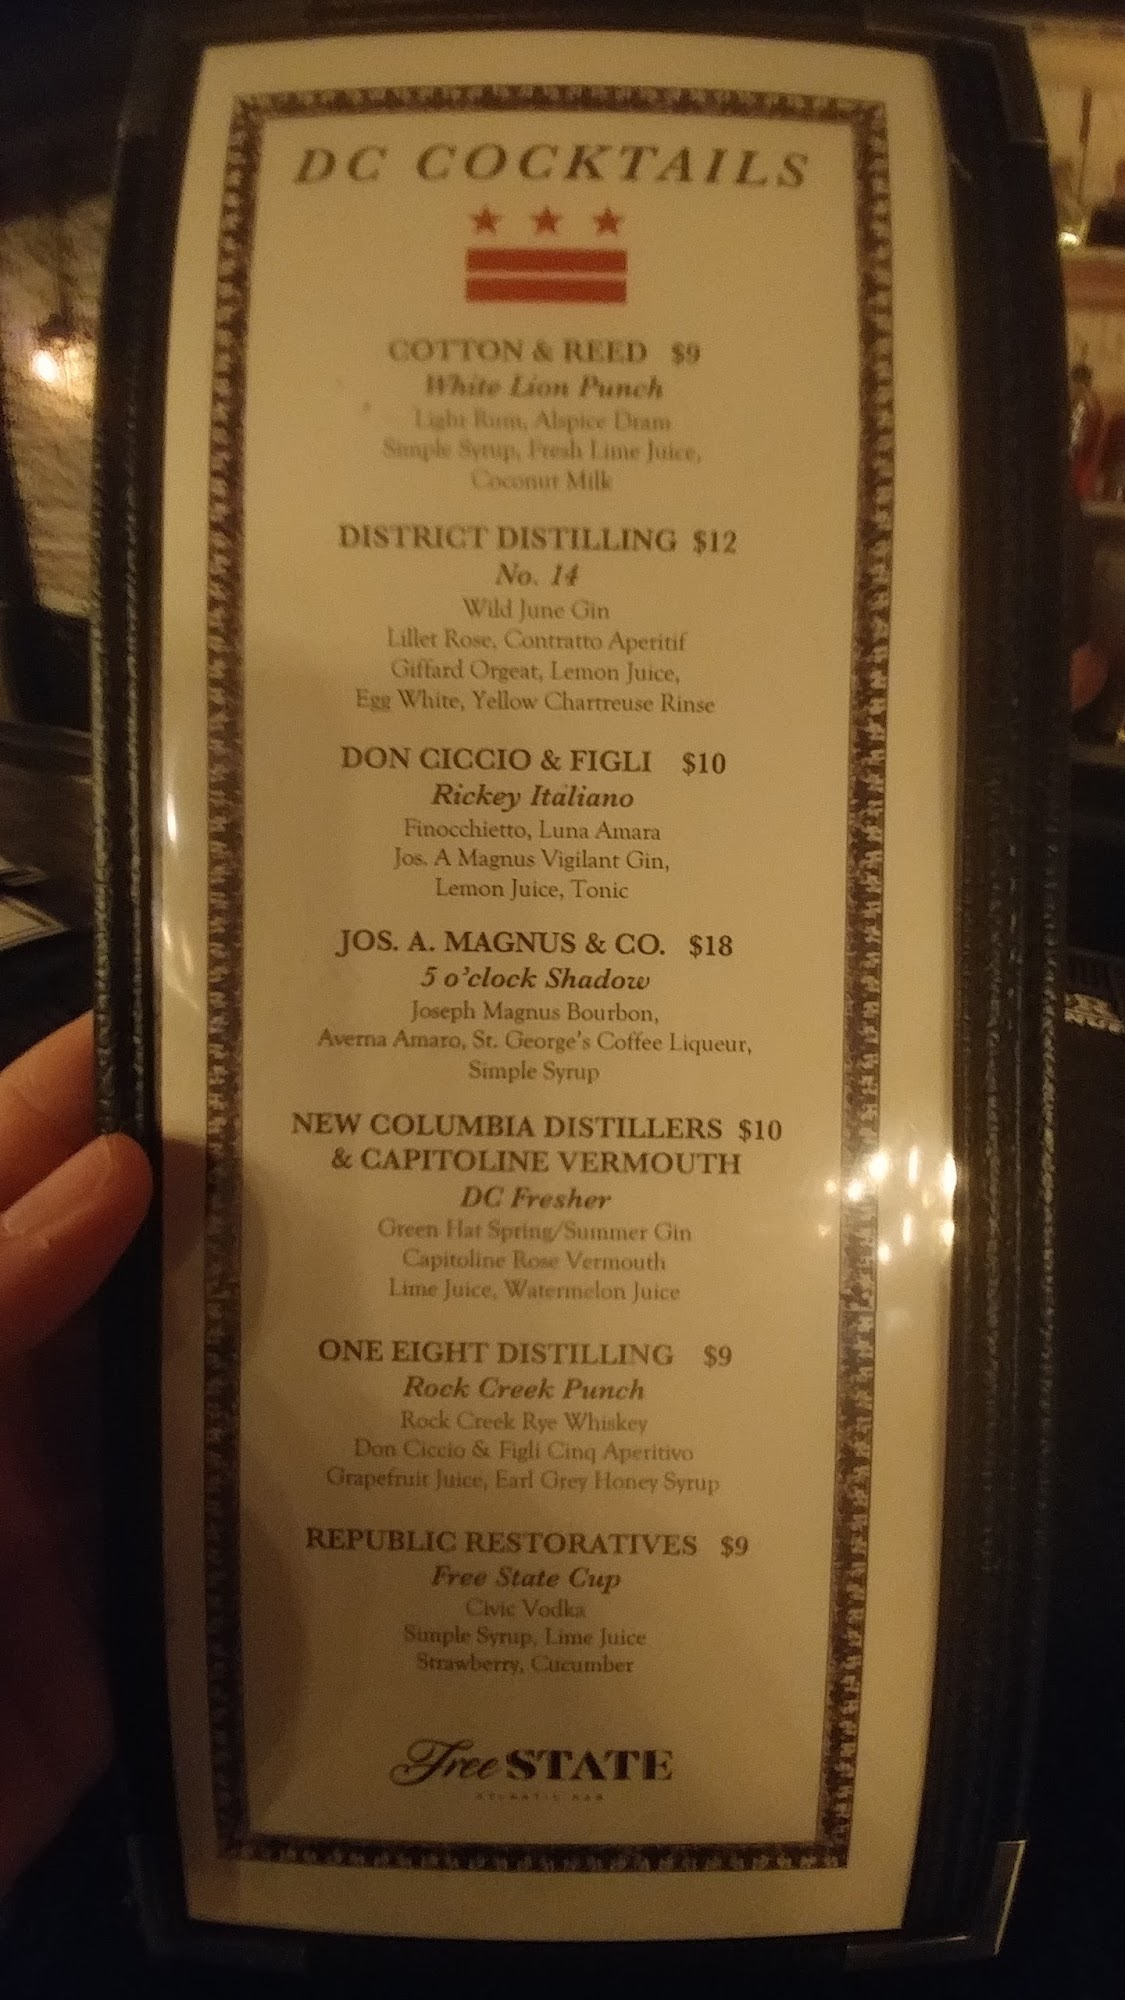 DC COCKTAILS
COTTON & REED $9
White Lion Punch
Light Rum, Alspice Dram
Simple Syrup, Fresh Lime Juice,
Coconut Milk
DISTRICT DISTILLING $12
No. 14
Wild June Gin
Lillet Rose, Contratto Aperitif
Giffard Orgeat, Lemon Juice,
Egg White, Yellow Chartreuse Rinse
DON CICCIO & FIGLI $10
Rickey Italiano
Finocchietto, Luna Amara
Jos. A Magnus Vigilant Gin,
Lemon Juice, Tonic
JOS. A. MAGNUS & CO. $18
5 o'clock Shadow
Joseph Magnus Bourbon,
Averna Amaro, St. George's Coffee Liqueur,
Simple Syrup
NEW COLUMBIA DISTILLERS $10
& CAPITOLINE VERMOUTH
DC Fresher
Green Hat Spring/Summer Gin
Capitoline Rose Vermouth
Lime Juice, Watermelon Juice
ONE EIGHT DISTILLING $9
Rock Creek Punch
Rock Creek Rye Whiskey
Don Ciccio & Figli Cinq Aperitivo
Grapefruit Juice, Earl Grey Honey Syrup
REPUBLIC RESTORATIVES $9
Free State Cup
Civic Vodka
Simple Syrup, Lime Juice
Strawberry, Cucumber
Free STATE
ATLANTIC BAR